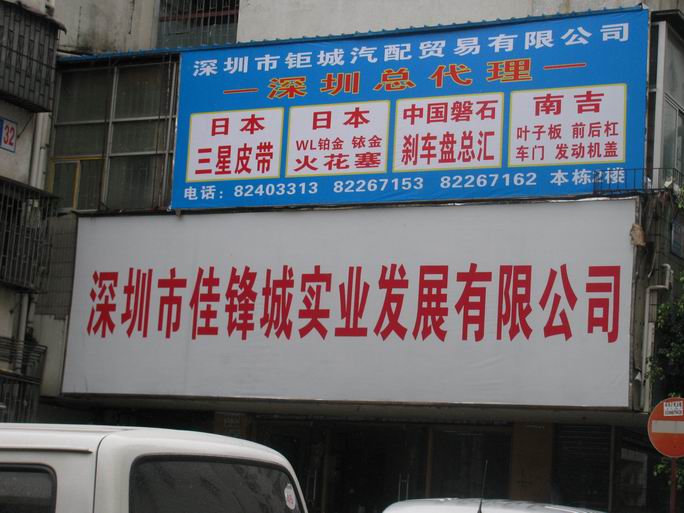 深圳市钜城汽配贸易有限公司
—深圳总代理—
日本
三星皮带
日本
WL铂金 铱金
火花塞
中国磐石
刹车盘总汇
南吉
叶子板 前后杠
车门 发动机盖
电话：82403313 82267153 82267162 本栋2楼
深圳市佳锋城实业发展有限公司
32